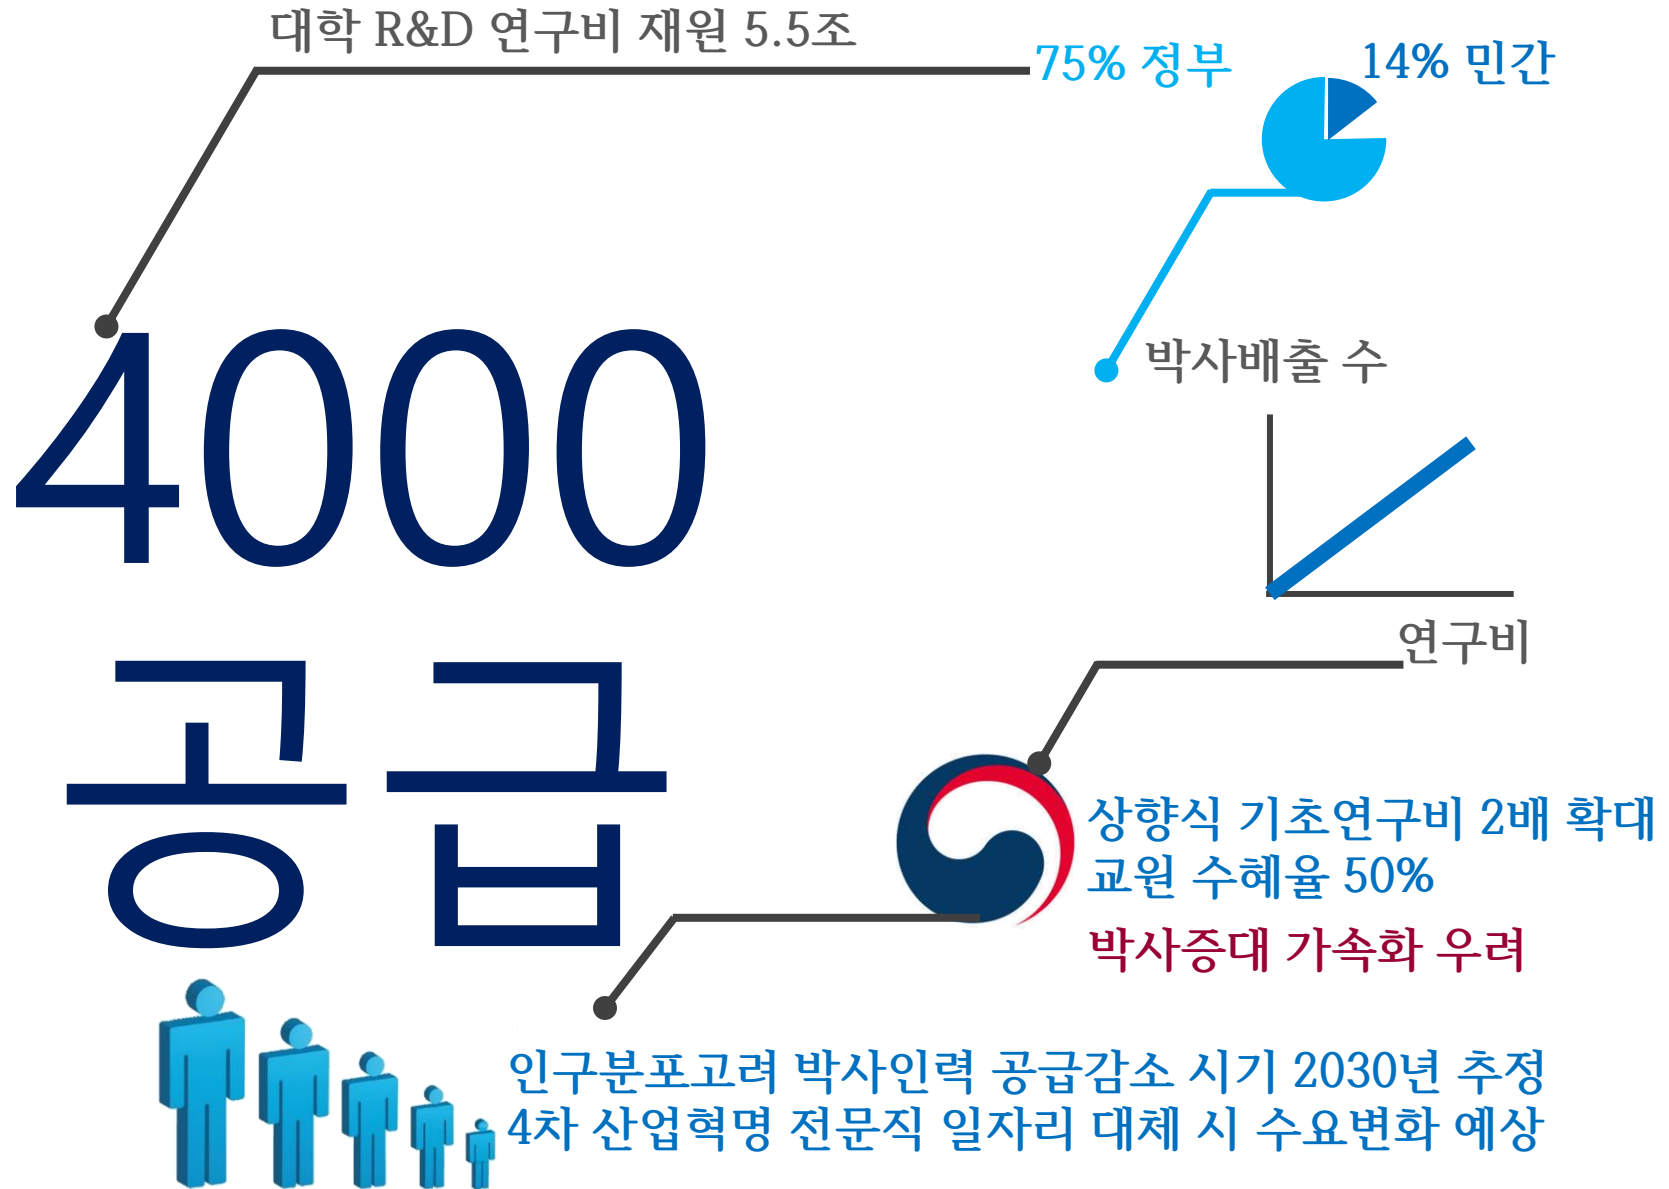 대학 R&D 연구비 재원 5.5조
75% 정부
14% 민간
4000
공급
박사배출 수
연구비
상향식 기초연구비 2배 확대
교원 수혜율 50%
박사증대 가속화 우려
인구분포고려 박사인력 공급감소 시기 2030년 추정
4차 산업혁명 전문직 일자리 대체 시 수요변화 예상